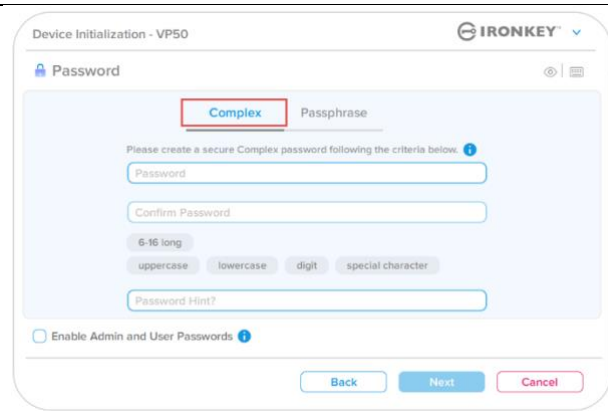 Device Initialization - VP50 IRONKEY™
Password
Complex Passphrase
Please create a secure Complex password following the criteria below.
Password
Confirm Password
6-16 long
uppercase lowercase digit special character
Password Hint?
Enable Admin and User Passwords
Back Next Cancel